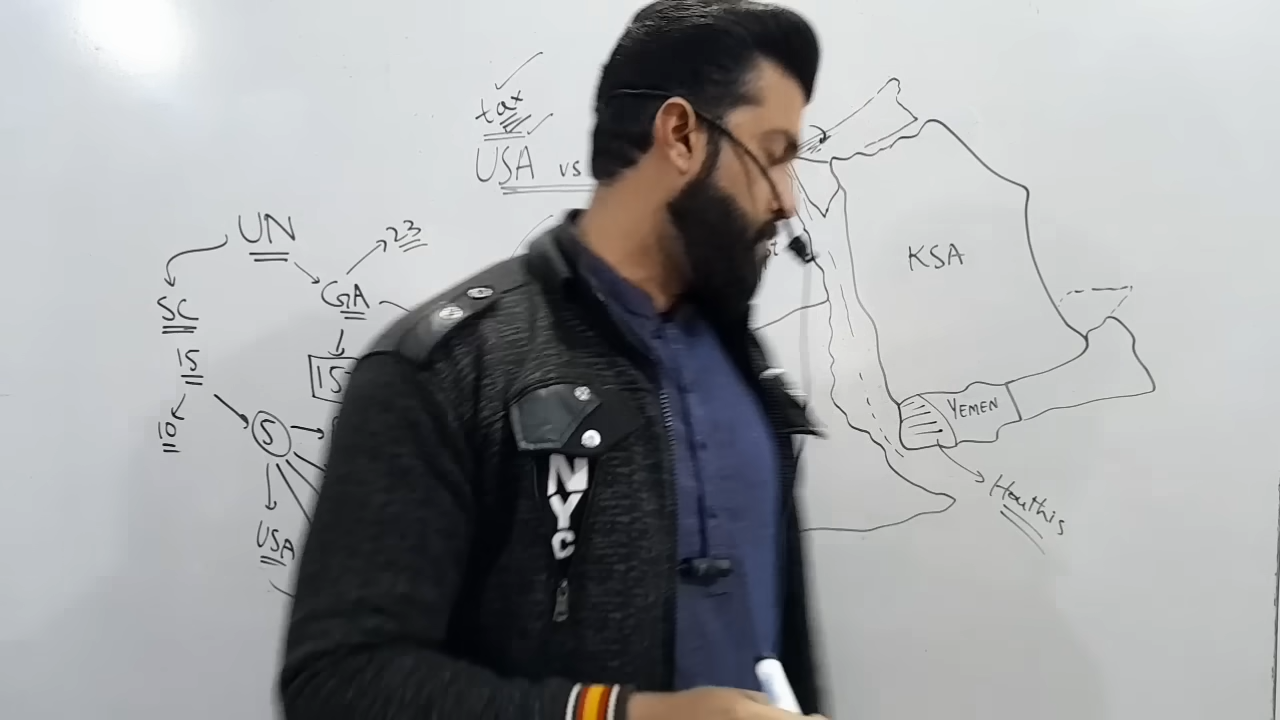 tax
USA vs
UN
23
SC
GA
15
15
10
5
USA
KSA
YEMEN
Houthis
NYC